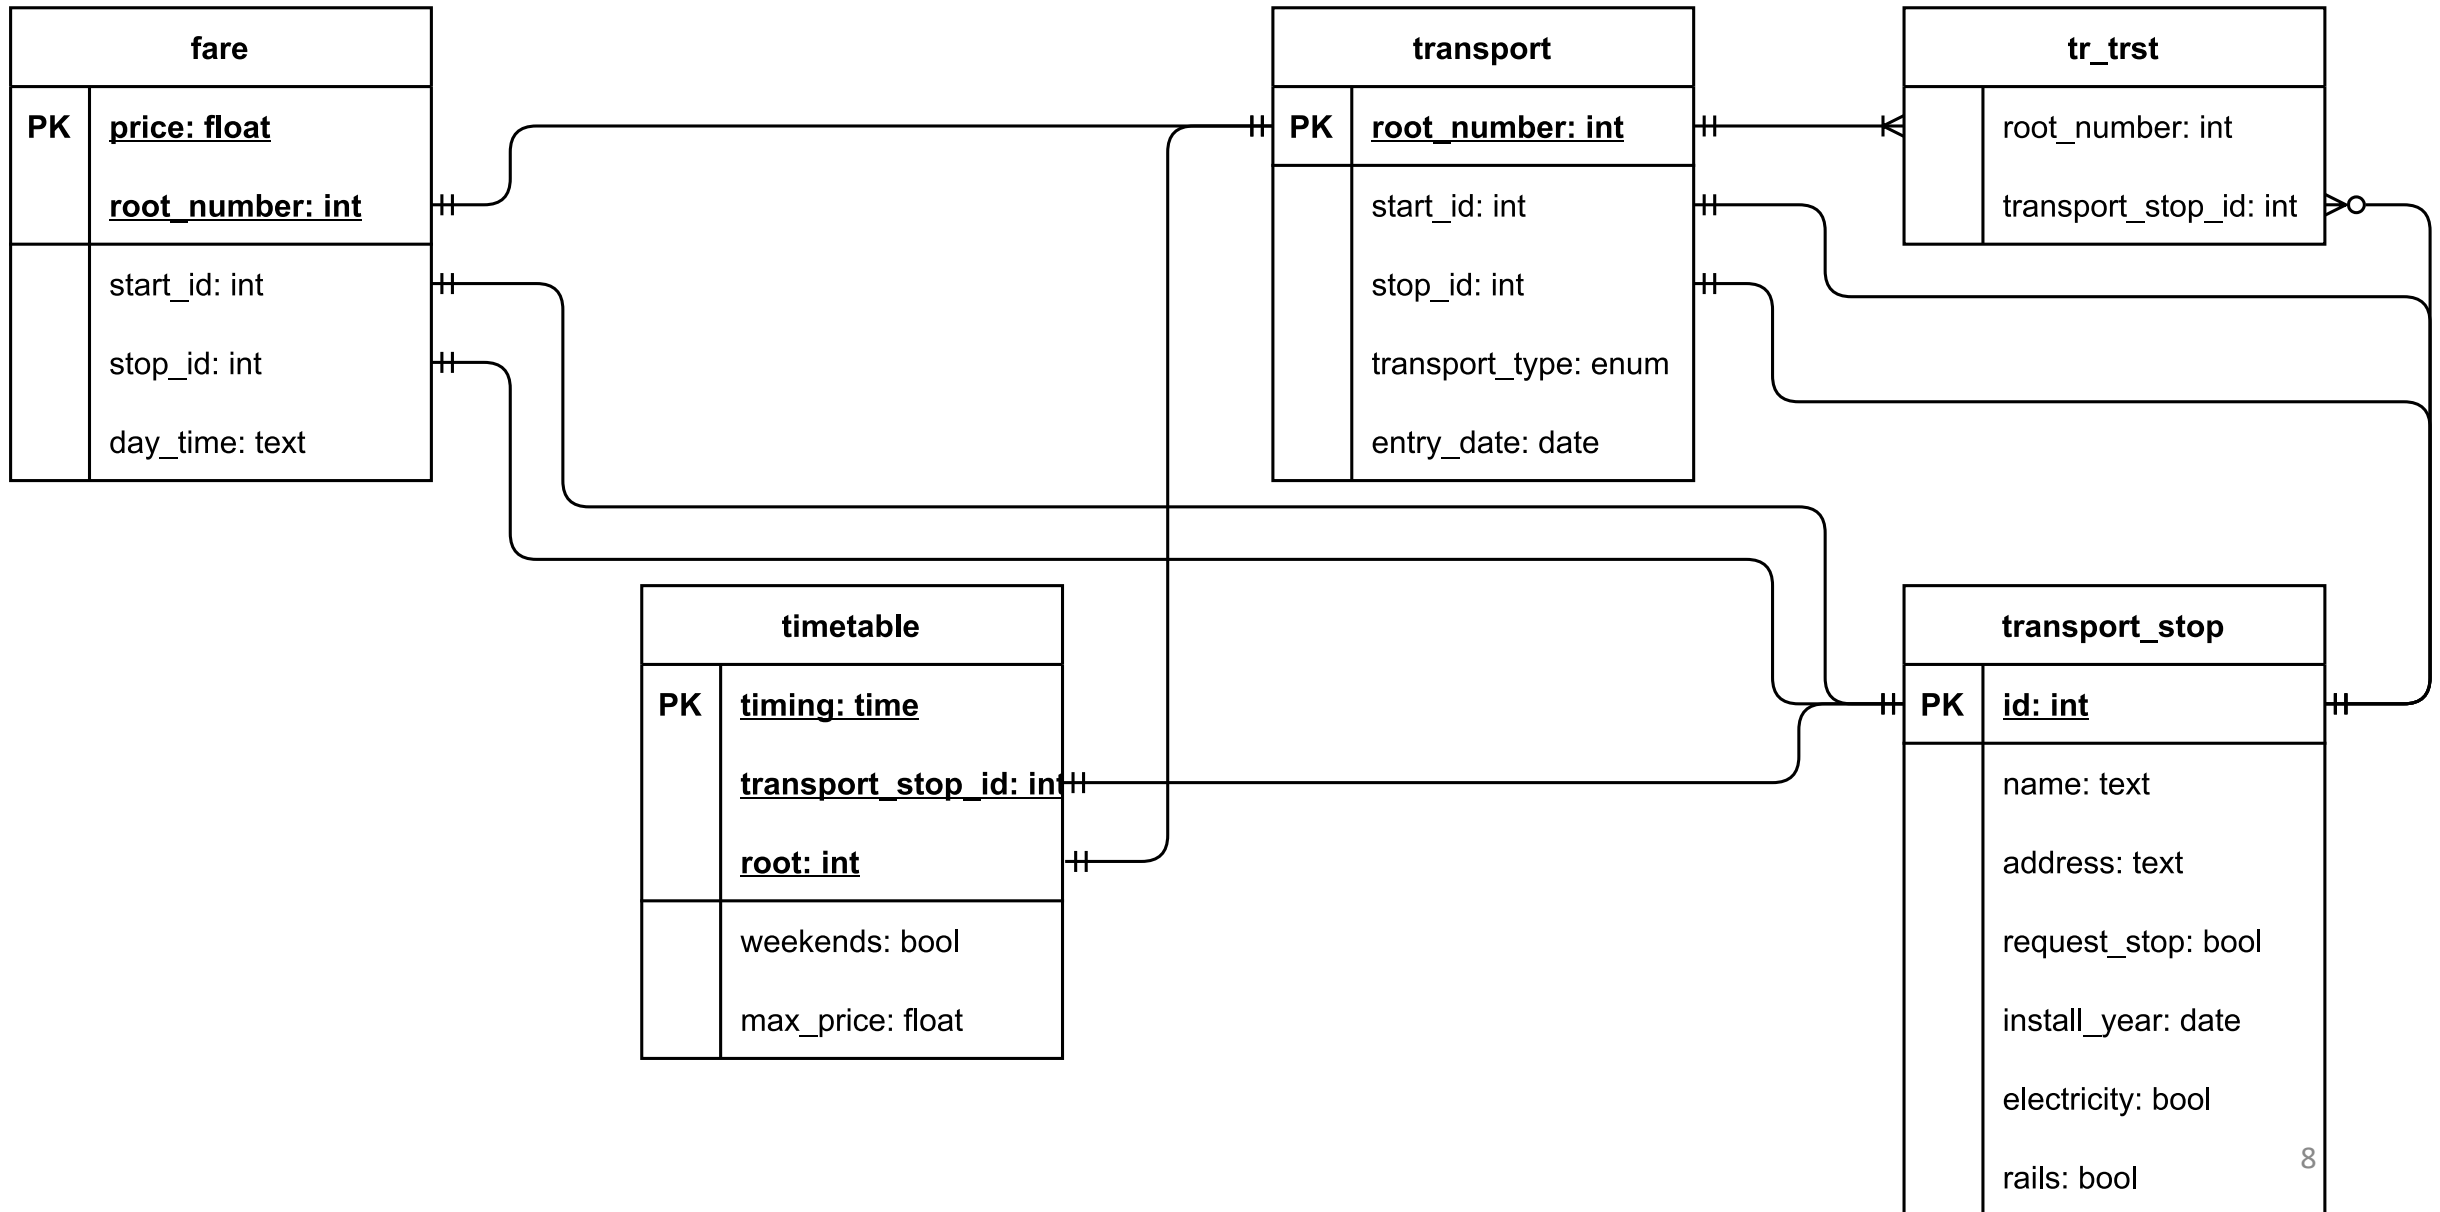 fare
PK
price: float
root_number: int
start_id: int
stop_id: int
day_time: text
transport
PK
root_number: int
start_id: int
stop_id: int
transport_type: enum
entry_date: date
tr_trst
root_number: int
transport_stop_id: int
timetable
PK
timing: time
transport_stop_id: int
root: int
weekends: bool
max_price: float
transport_stop
PK
id: int
name: text
address: text
request_stop: bool
install_year: date
electricity: bool
rails: bool
8